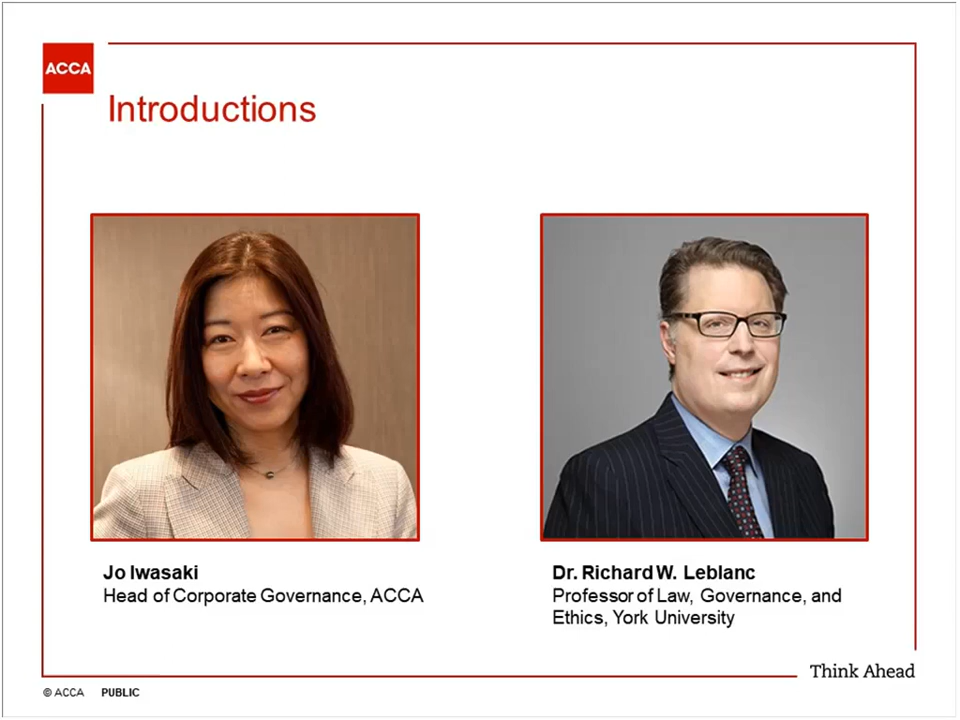 ACCA
Introductions
Jo Iwasaki
Head of Corporate Governance, ACCA
Dr. Richard W. Leblanc
Professor of Law, Governance, and
Ethics, York University
Think Ahead
© ACCA PUBLIC